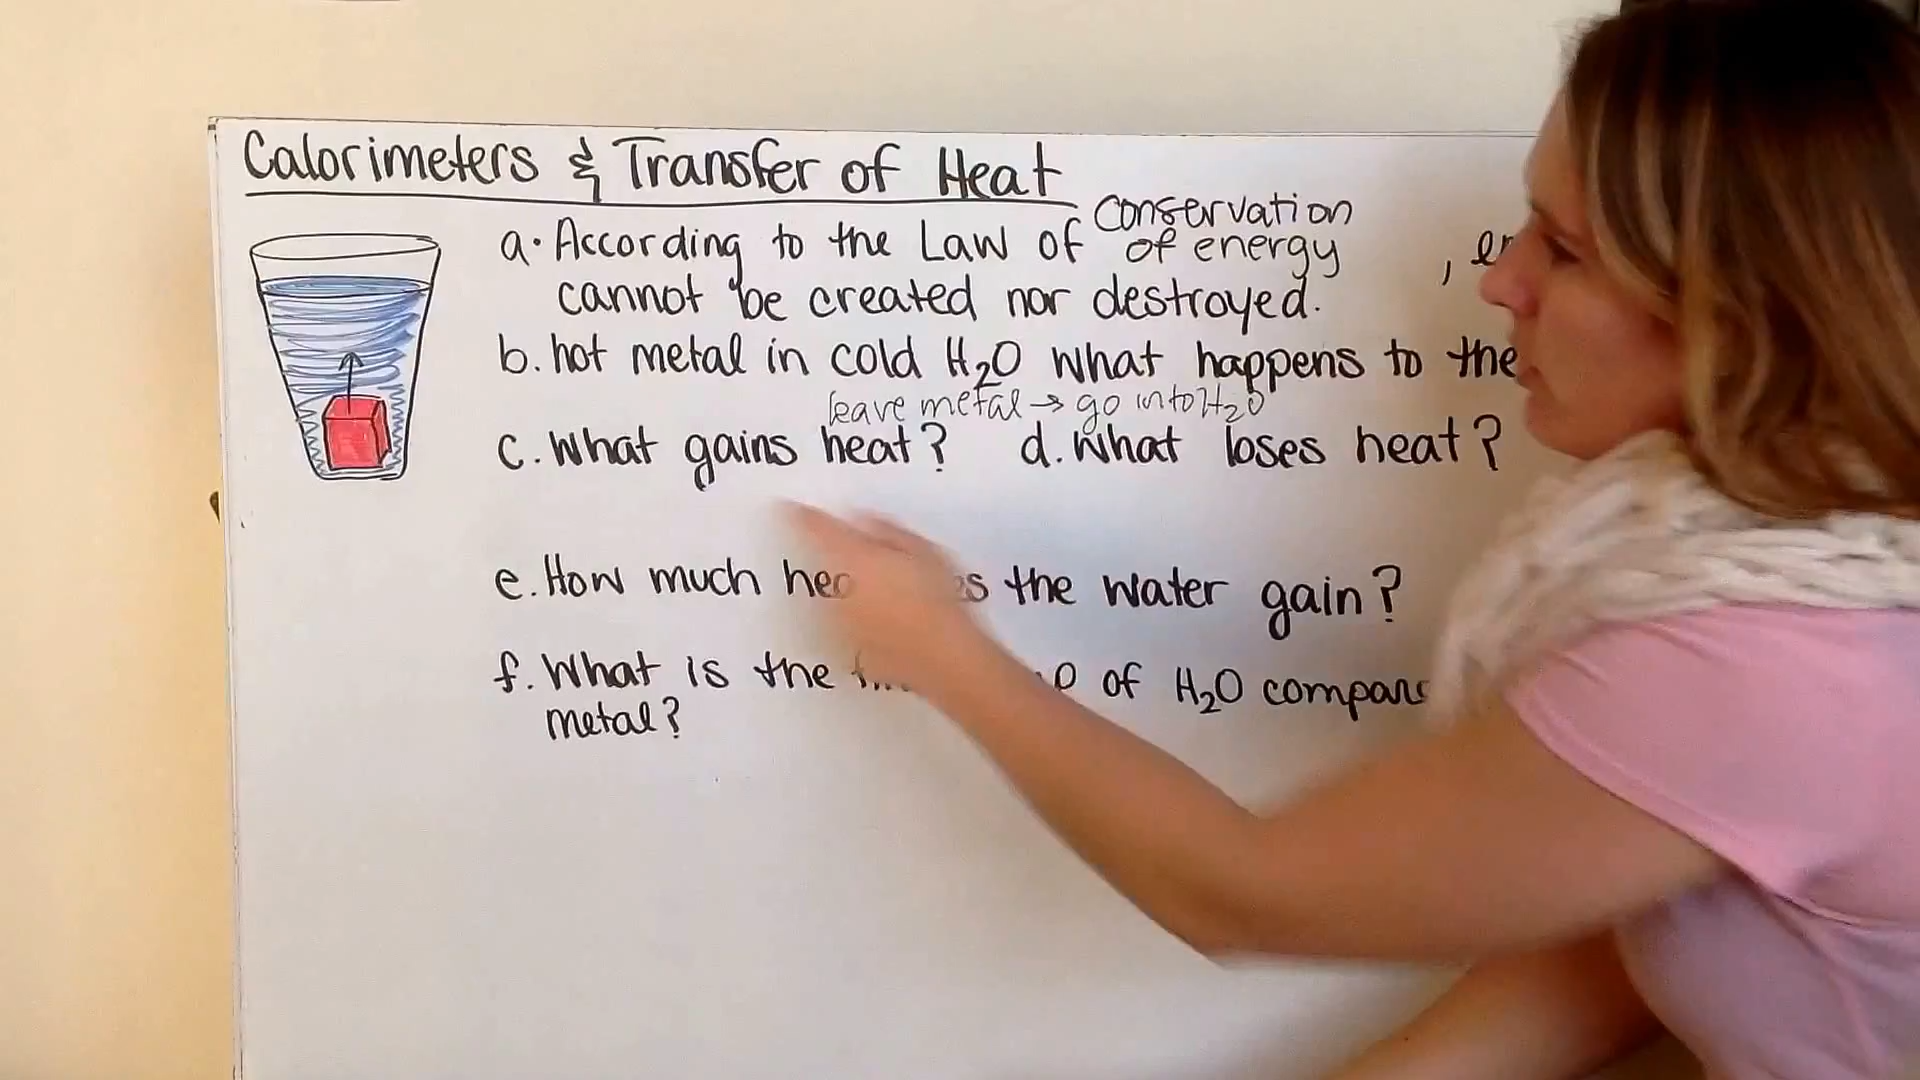 Calorimeters & Transfer of Heat
a. According to the Law of conservation of energy,
cannot be created nor destroyed.
b. hot metal in cold H₂O what happens to the
leave metal → go into H₂O
c. What gains heat? d. What loses heat?
e. How much the water gain?
f. What is the of H₂O
metal?